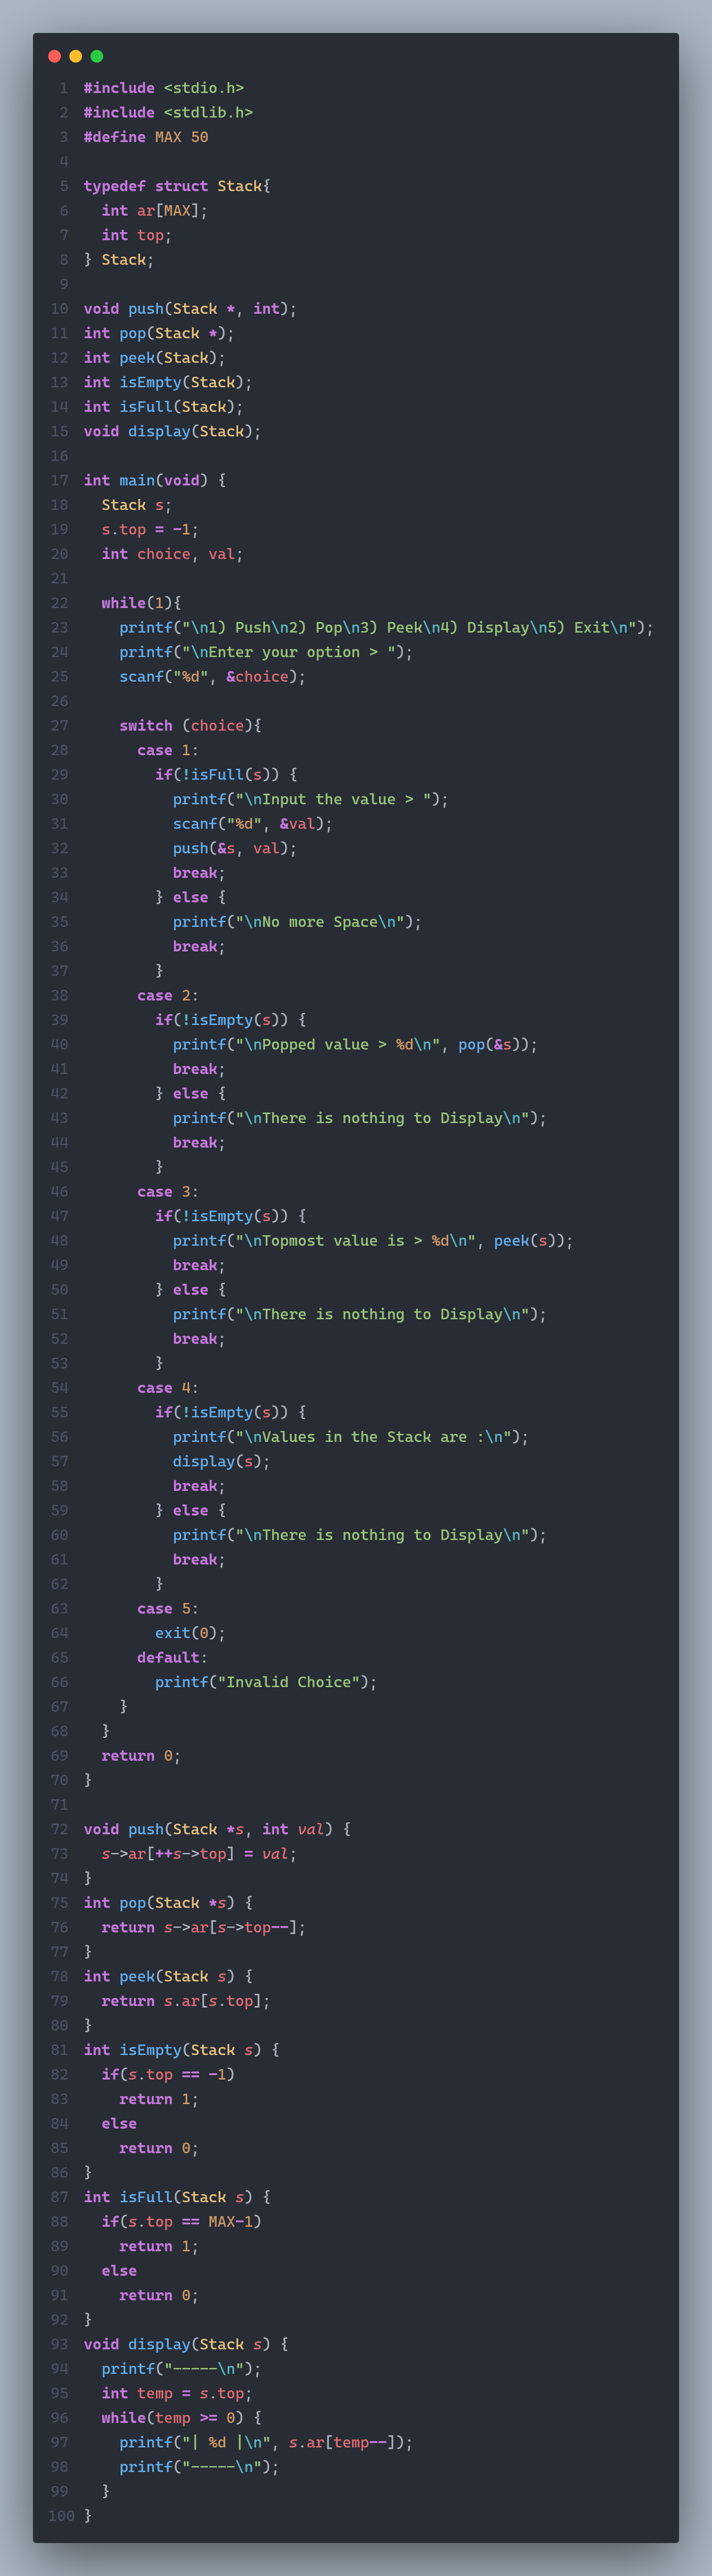 1 #include <stdio.h>
2 #include <stdlib.h>
3 #define MAX 50
4
5 typedef struct Stack{
6   int ar[MAX];
7   int top;
8 } Stack;
9
10 void push(Stack *, int);
11 int pop(Stack *);
12 int peek(Stack);
13 int isEmpty(Stack);
14 int isFull(Stack);
15 void display(Stack);
16
17 int main(void) {
18   Stack s;
19   s.top = -1;
20   int choice, val;
21
22   while(1){
23     printf("\n1) Push\n2) Pop\n3) Peek\n4) Display\n5) Exit\n");
24     printf("\nEnter your option > ");
25     scanf("%d", &choice);
26
27     switch (choice){
28       case 1:
29         if(!isFull(s)) {
30           printf("\nInput the value > ");
31           scanf("%d", &val);
32           push(&s, val);
33           break;
34         } else {
35           printf("\nNo more Space\n");
36           break;
37         }
38       case 2:
39         if(!isEmpty(s)) {
40           printf("\nPopped value > %d\n", pop(&s));
41           break;
42         } else {
43           printf("\nThere is nothing to Display\n");
44           break;
45         }
46       case 3:
47         if(!isEmpty(s)) {
48           printf("\nTopmost value is > %d\n", peek(s));
49           break;
50         } else {
51           printf("\nThere is nothing to Display\n");
52           break;
53         }
54       case 4:
55         if(!isEmpty(s)) {
56           printf("\nValues in the Stack are :\n");
57           display(s);
58           break;
59         } else {
60           printf("\nThere is nothing to Display\n");
61           break;
62         }
63       case 5:
64         exit(0);
65       default:
66         printf("Invalid Choice");
67     }
68   }
69   return 0;
70 }
71
72 void push(Stack *s, int val) {
73   s->ar[++s->top] = val;
74 }
75 int pop(Stack *s) {
76   return s->ar[s->top--];
77 }
78 int peek(Stack s) {
79   return s.ar[s.top];
80 }
81 int isEmpty(Stack s) {
82   if(s.top == -1)
83     return 1;
84   else
85     return 0;
86 }
87 int isFull(Stack s) {
88   if(s.top == MAX-1)
89     return 1;
90   else
91     return 0;
92 }
93 void display(Stack s) {
94   printf("-----\n");
95   int temp = s.top;
96   while(temp >= 0) {
97     printf("| %d |\n", s.ar[temp--]);
98     printf("-----\n");
99   }
100 }